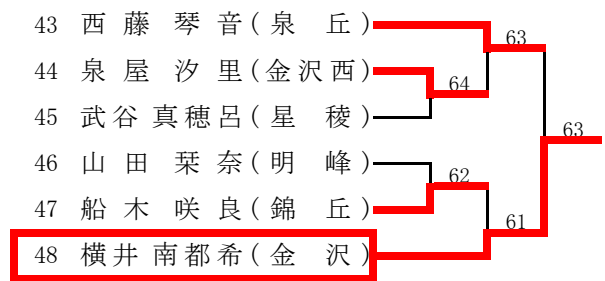 43 西藤 琴音(泉 丘)
63
44 泉屋 汐里(金沢西)
64
45 武谷 真穂呂(星 稜)
63
46 山田 栞奈(明 峰)
62
47 船木 咲良(錦 丘)
61
48 横井 南都希(金 沢)